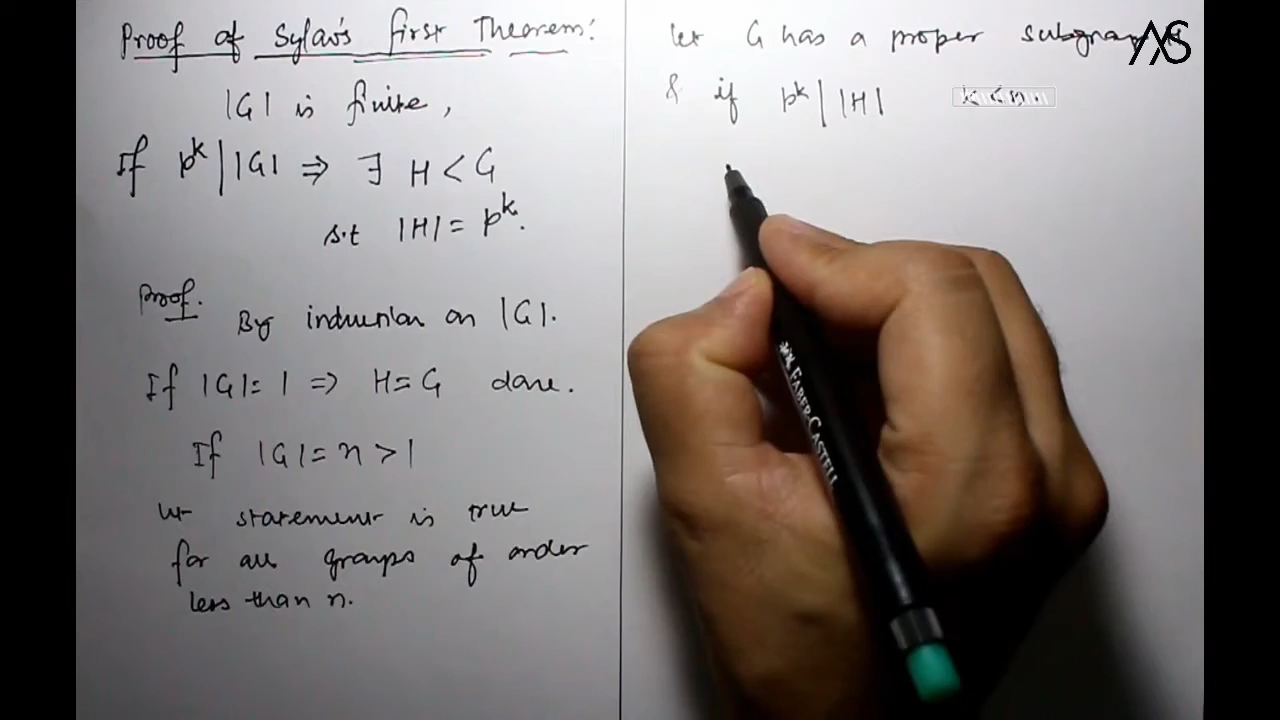 Proof of Sylow's first Theorem:
|G| is finite,
If p^k | |G| ⇒ ∃ H < G
s.t |H| = p^k.
Proof.
By induction on |G|.
If |G| = 1 ⇒ H = G done.
If |G| = n > 1
let statement is true
for all groups of order
less than n.
let G has a proper subgroup H
& if p^k | |H| k < n.
AS
FABER-CASTELL